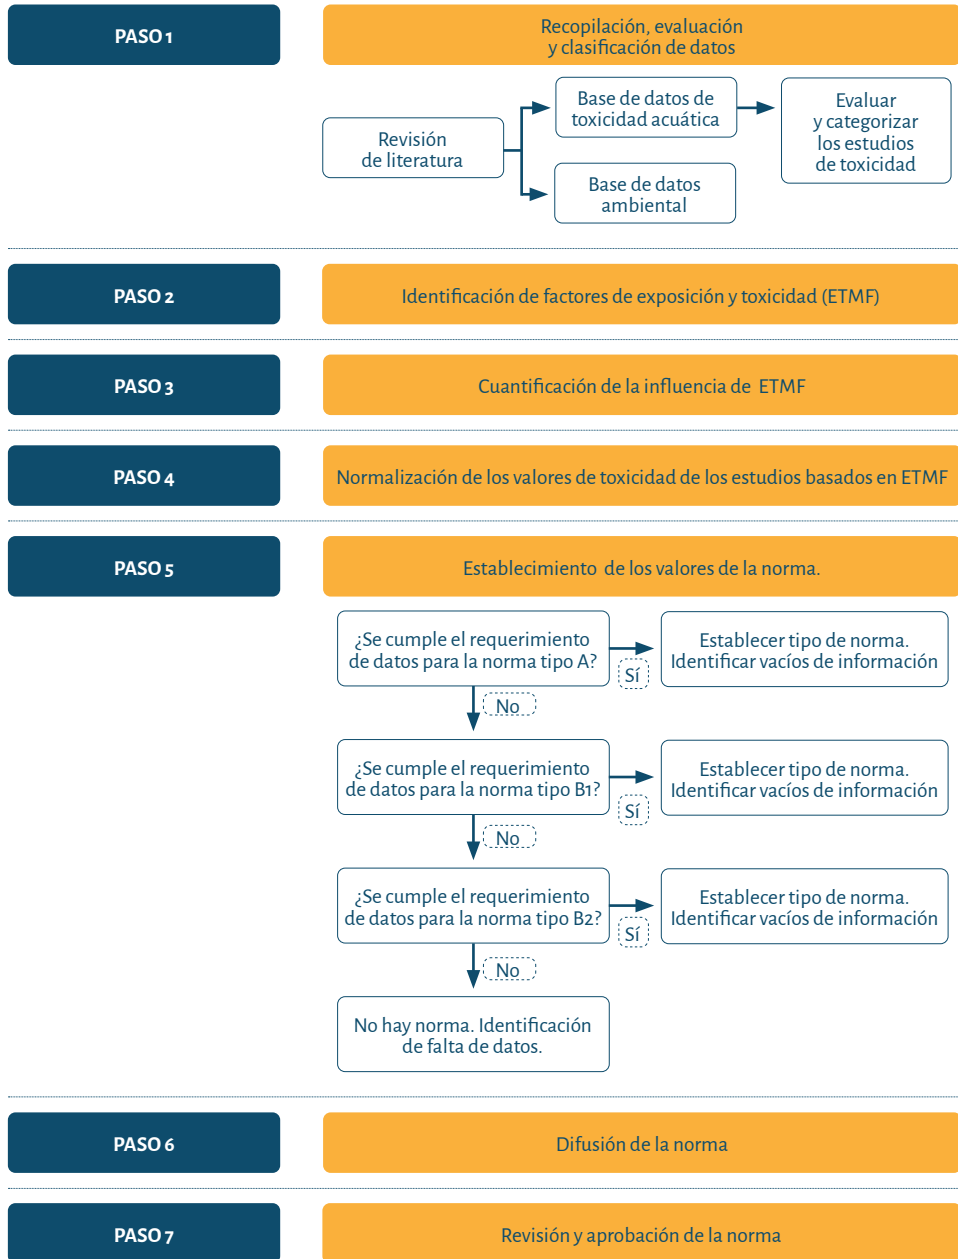 PASO 1
Recopilación, evaluación
y clasificación de datos
Revisión
de literatura
Base de datos de
toxicidad acuática
Base de datos
ambiental
Evaluar
y categorizar
los estudios
de toxicidad
PASO 2
Identificación de factores de exposición y toxicidad (ETMF)
PASO 3
Cuantificación de la influencia de ETMF
PASO 4
Normalización de los valores de toxicidad de los estudios basados en ETMF
PASO 5
Establecimiento de los valores de la norma.
¿Se cumple el requerimiento
de datos para la norma tipo A?
Sí
Establecer tipo de norma.
Identificar vacíos de información
No
¿Se cumple el requerimiento
de datos para la norma tipo B1?
Sí
Establecer tipo de norma.
Identificar vacíos de información
No
¿Se cumple el requerimiento
de datos para la norma tipo B2?
Sí
Establecer tipo de norma.
Identificar vacíos de información
No
No hay norma. Identificación
de falta de datos.
PASO 6
Difusión de la norma
PASO 7
Revisión y aprobación de la norma